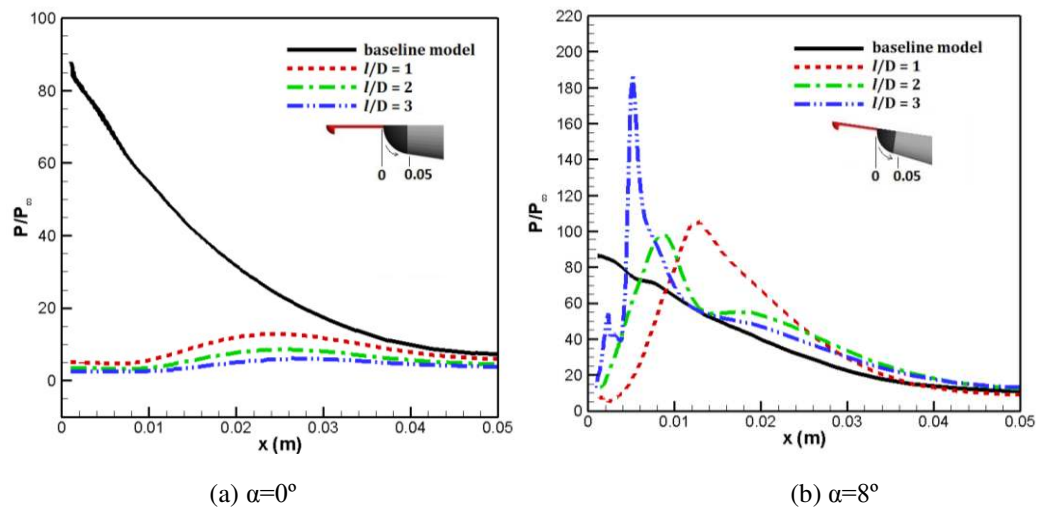 100
80
60
40
20
0
P/P∞
baseline model
l/D = 1
l/D = 2
l/D = 3
0 0.05
0 0.01 0.02 0.03 0.04 0.05
x (m)
(a) α=0º
220
200
180
160
140
120
100
80
60
40
20
0
P/P∞
baseline model
l/D = 1
l/D = 2
l/D = 3
0 0.05
0 0.01 0.02 0.03 0.04 0.05
x (m)
(b) α=8º